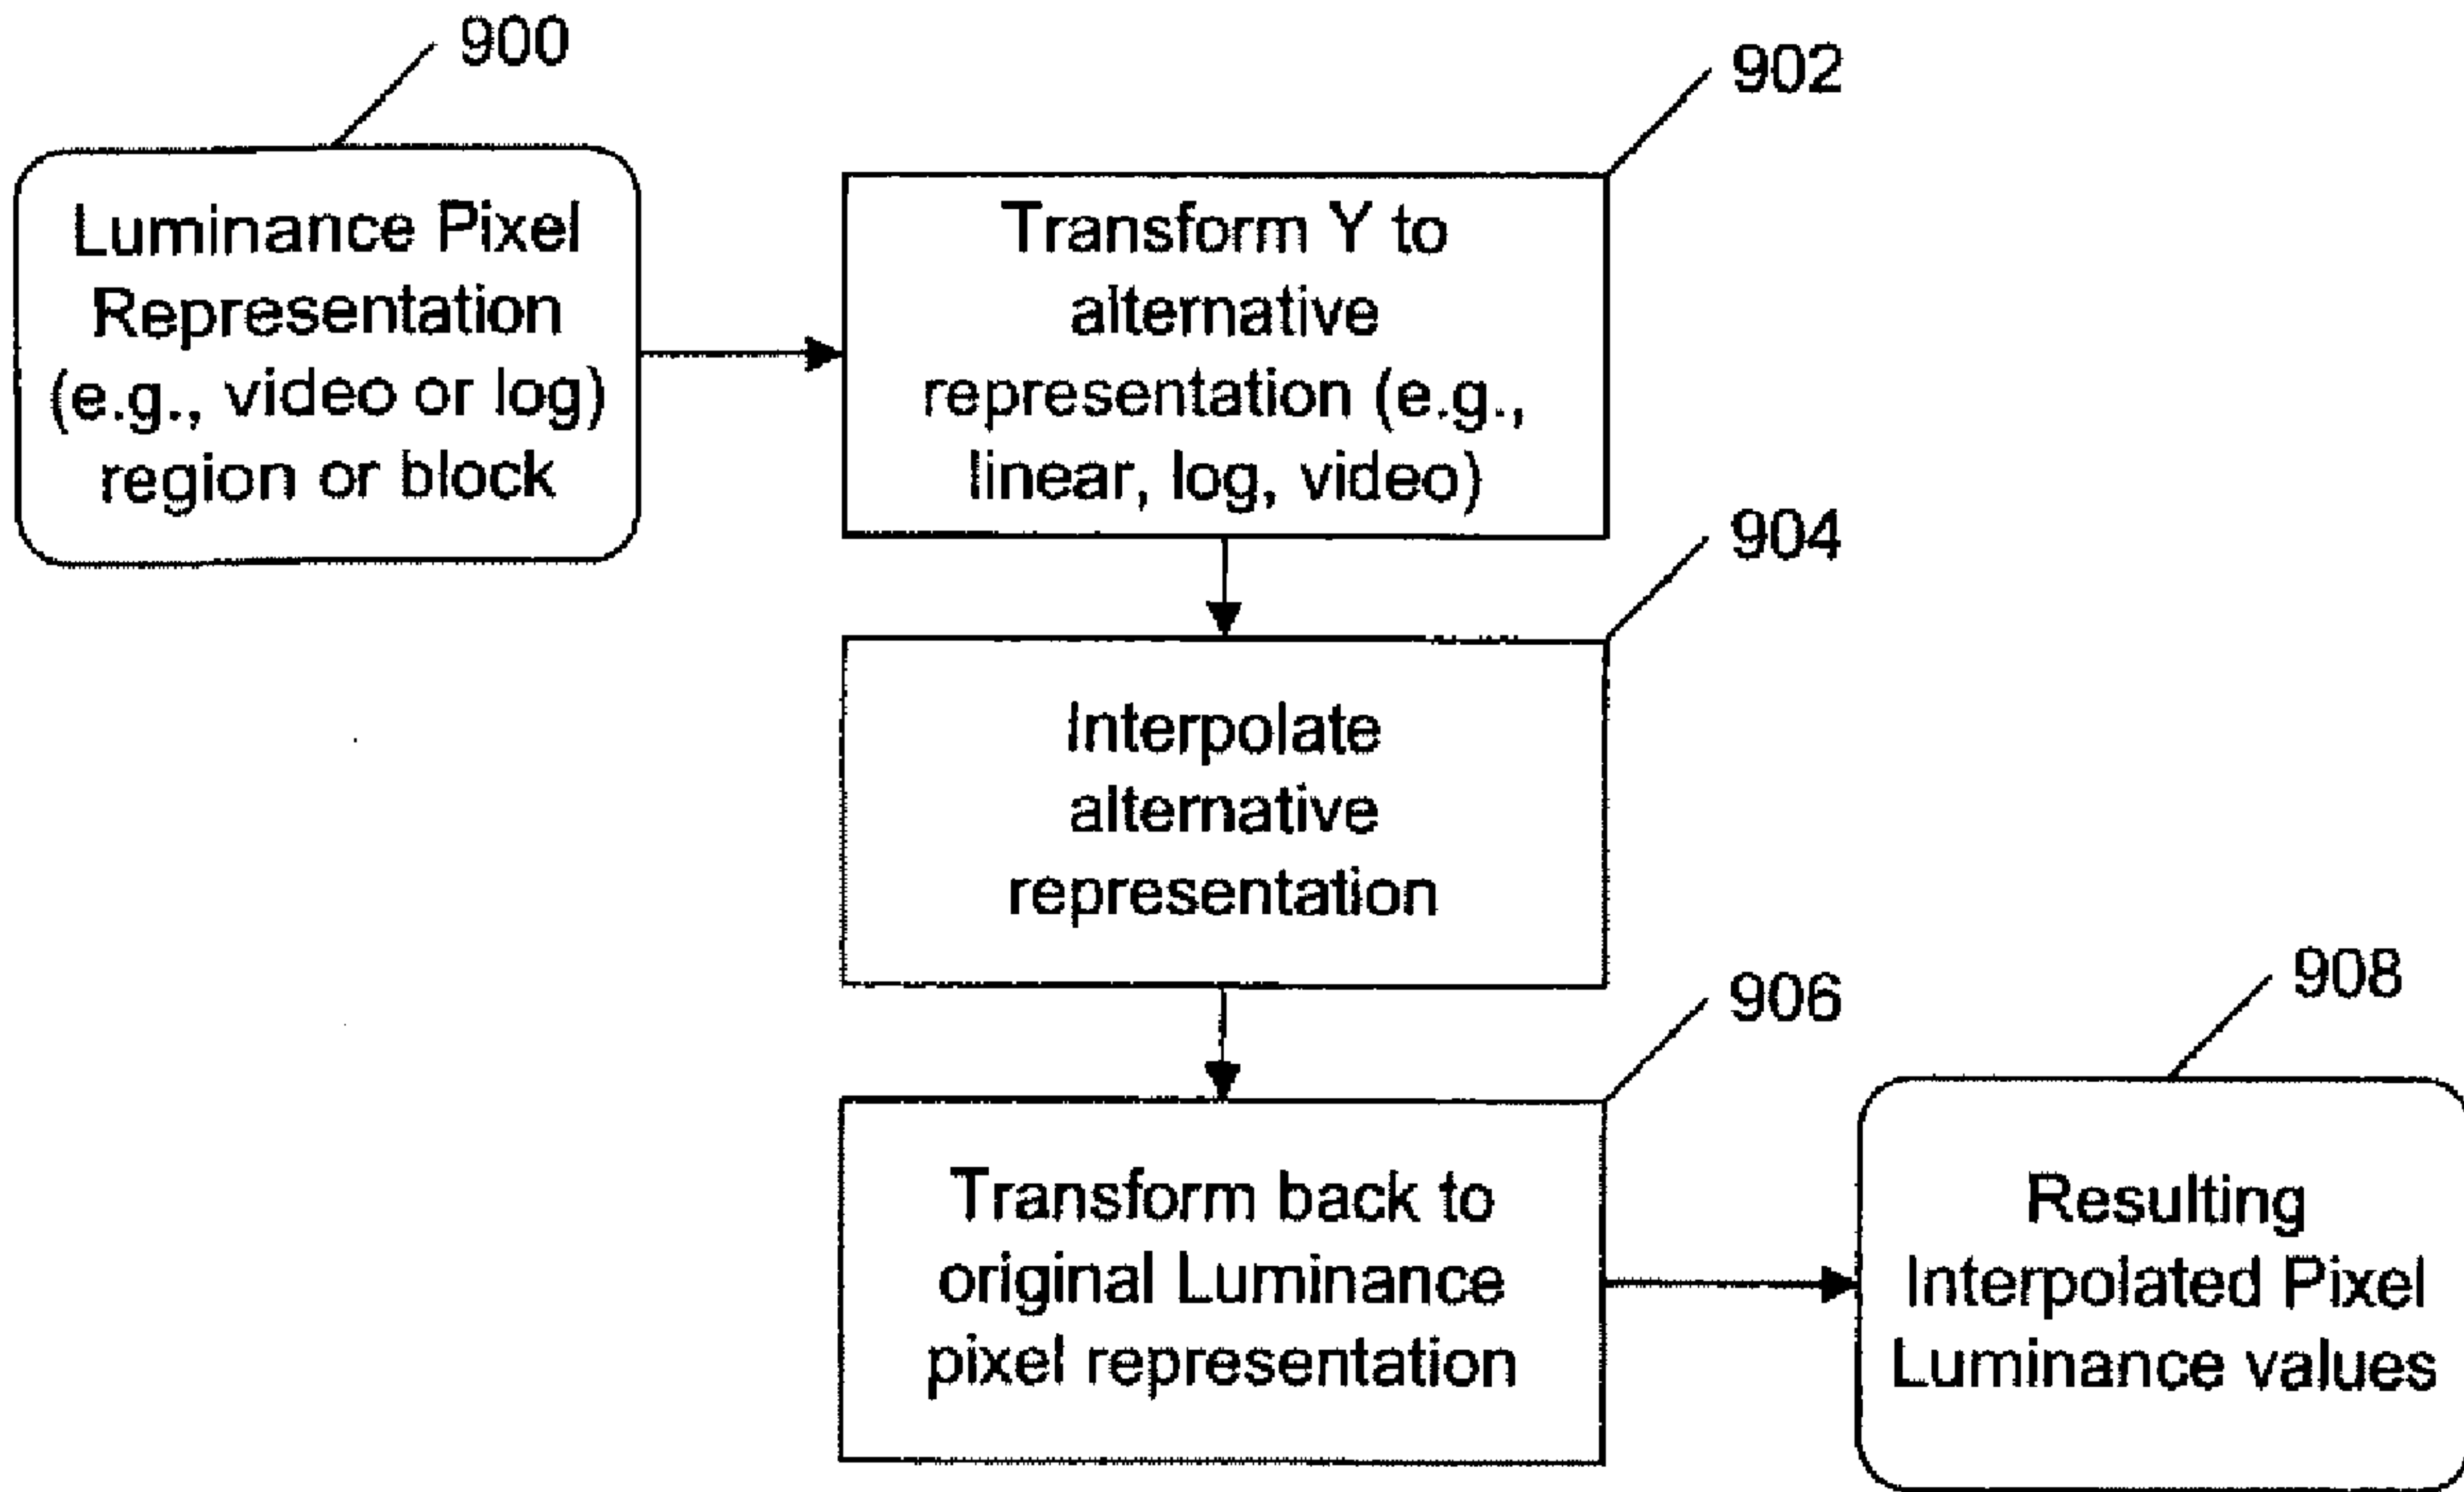 900
Luminance Pixel
Representation
(e.g., video or log)
region or block
902
Transform Y to
alternative
representation (e.g.,
linear, log, video)
904
Interpolate
alternative
representation
906
Transform back to
original Luminance
pixel representation
908
Resulting
Interpolated Pixel
Luminance values